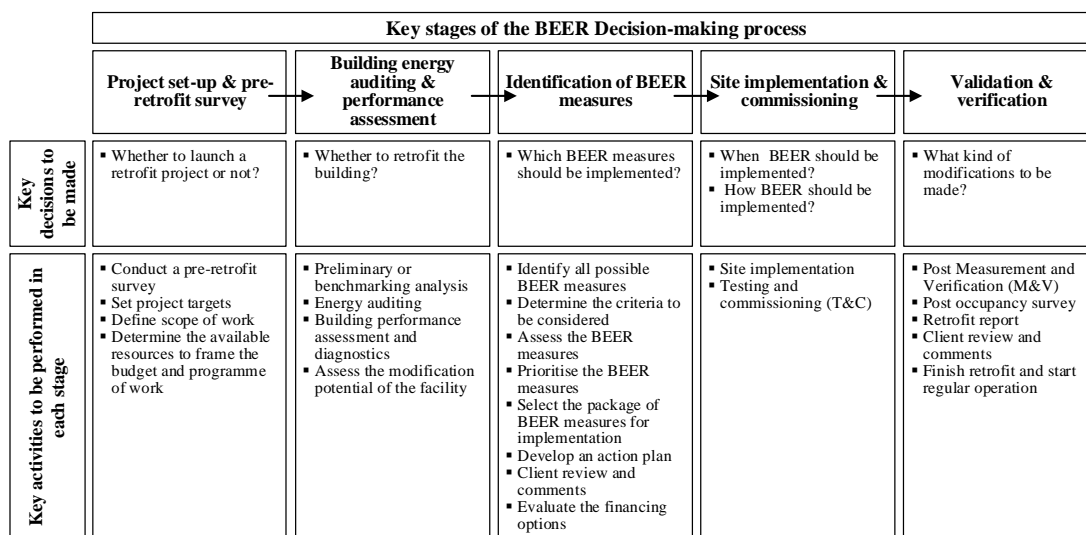 Key stages of the BEER Decision-making process
Project set-up & pre-
retrofit survey
Building energy
auditing &
performance
assessment
Identification of BEER
measures
Site implementation &
commissioning
Validation &
verification
Key
decisions to
be made
▪ Whether to launch a
retrofit project or not?
▪ Whether to retrofit the
building?
▪ Which BEER measures
should be implemented?
▪ When BEER should be
implemented?
▪ How BEER should be
implemented?
▪ What kind of
modifications to be
made?
Key activities to be performed in
each stage
▪ Conduct a pre-retrofit
survey
▪ Set project targets
▪ Define scope of work
▪ Determine the available
resources to frame the
budget and programme
of work
▪ Preliminary or
benchmarking analysis
▪ Energy auditing
▪ Building performance
assessment and
diagnostics
▪ Assess the modification
potential of the facility
▪ Identify all possible
BEER measures
▪ Determine the criteria to
be considered
▪ Assess the BEER
measures
▪ Prioritise the BEER
measures
▪ Select the package of
BEER measures for
implementation
▪ Develop an action plan
▪ Client review and
comments
▪ Evaluate the financing
options
▪ Site implementation
▪ Testing and
commissioning (T&C)
▪ Post Measurement and
Verification (M&V)
▪ Post occupancy survey
▪ Retrofit report
▪ Client review and
comments
▪ Finish retrofit and start
regular operation